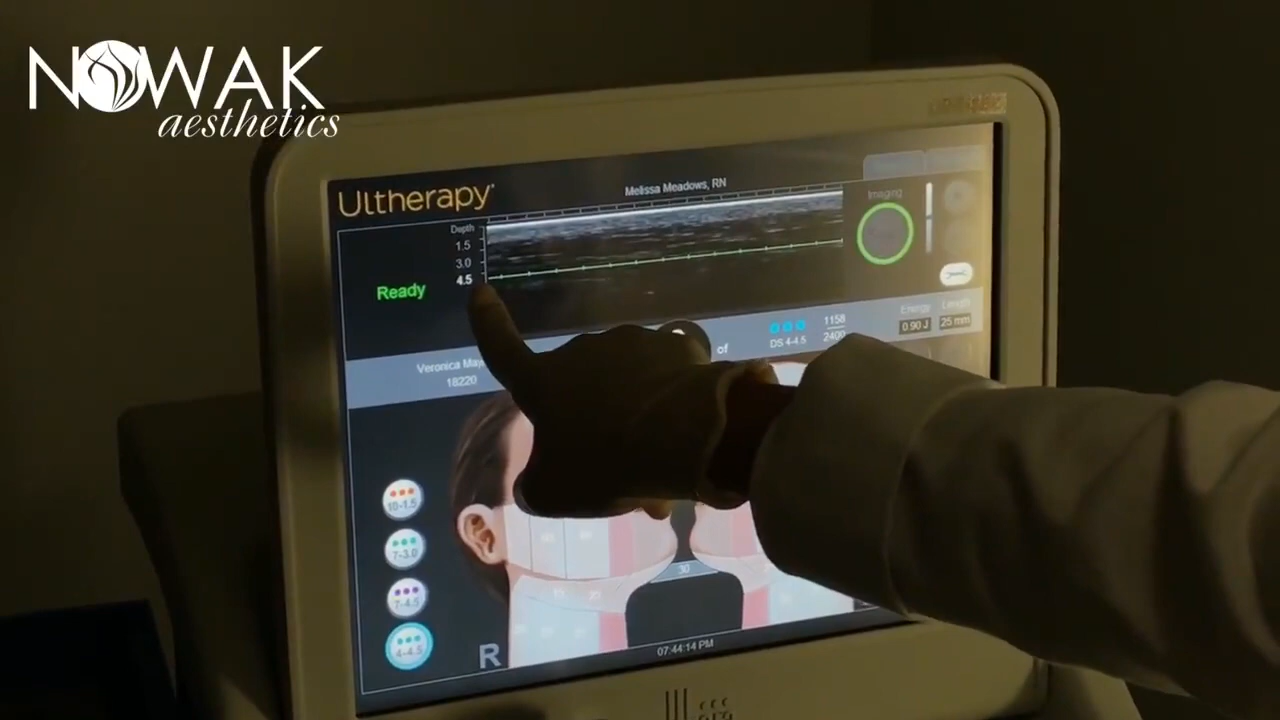 NOWAK
aesthetics
Ultherapy
Melissa Meadows, RN
Imaging
Depth
1.5
3.0
4.5
Ready
Energy
Length
0.90 J
25 mm
1158
2400
DS 4-4.5
of
Veronica
18220
10-1.5
7-3.0
7-4.5
4-4.5
30
R
07:44:14 PM